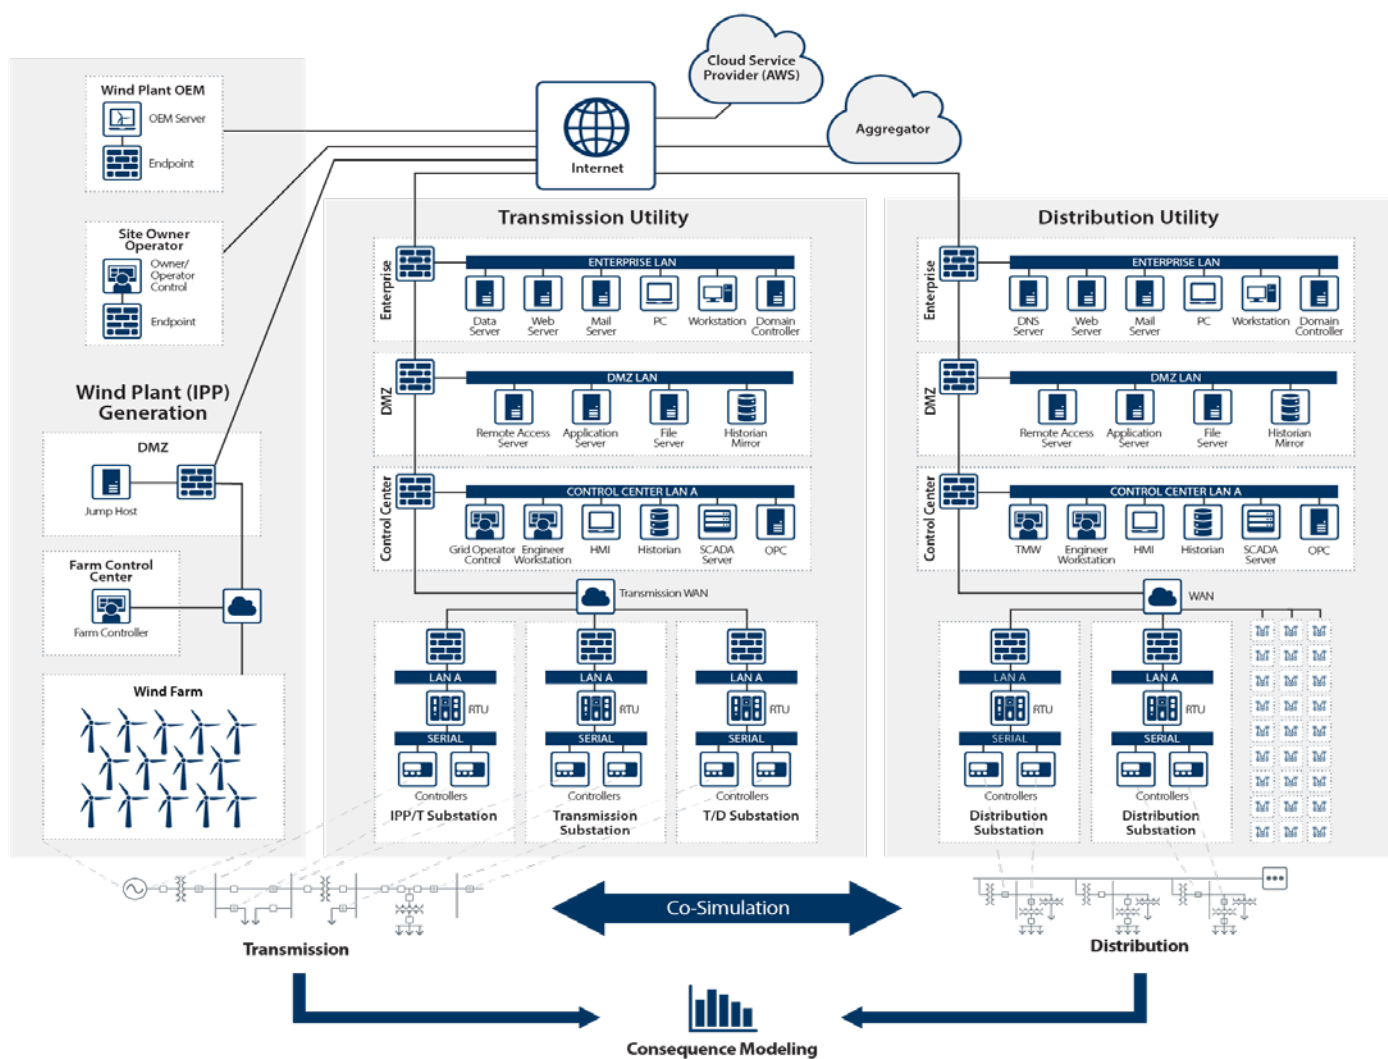 Cloud Service
Provider (AWS)
Aggregator
Internet
Wind Plant OEM
OEM Server
Endpoint
Site Owner
Operator
Owner/
Operator
Control
Endpoint
Wind Plant (IPP)
Generation
DMZ
Jump Host
Farm Control
Center
Farm Controller
Wind Farm
Transmission Utility
Enterprise
ENTERPRISE LAN
Data
Server
Web
Server
Mail
Server
PC
Workstation
Domain
Controller
DMZ
DMZ LAN
Remote Access
Server
Application
Server
File
Server
Historian
Mirror
Control Center
CONTROL CENTER LAN A
Grid Operator
Control
Engineer
Workstation
HMI
Historian
SCADA
Server
OPC
Transmission WAN
LAN A
RTU
SERIAL
Controllers
IPP/T Substation
LAN A
RTU
SERIAL
Controllers
Transmission
Substation
LAN A
RTU
SERIAL
Controllers
T/D Substation
Distribution Utility
Enterprise
ENTERPRISE LAN
DNS
Server
Web
Server
Mail
Server
PC
Workstation
Domain
Controller
DMZ
DMZ LAN
Remote Access
Server
Application
Server
File
Server
Historian
Mirror
Control Center
CONTROL CENTER LAN A
TMW
Engineer
Workstation
HMI
Historian
SCADA
Server
OPC
WAN
LAN A
RTU
SERIAL
Controllers
Distribution
Substation
LAN A
RTU
SERIAL
Controllers
Distribution
Substation
Co-Simulation
Transmission
Distribution
Consequence Modeling